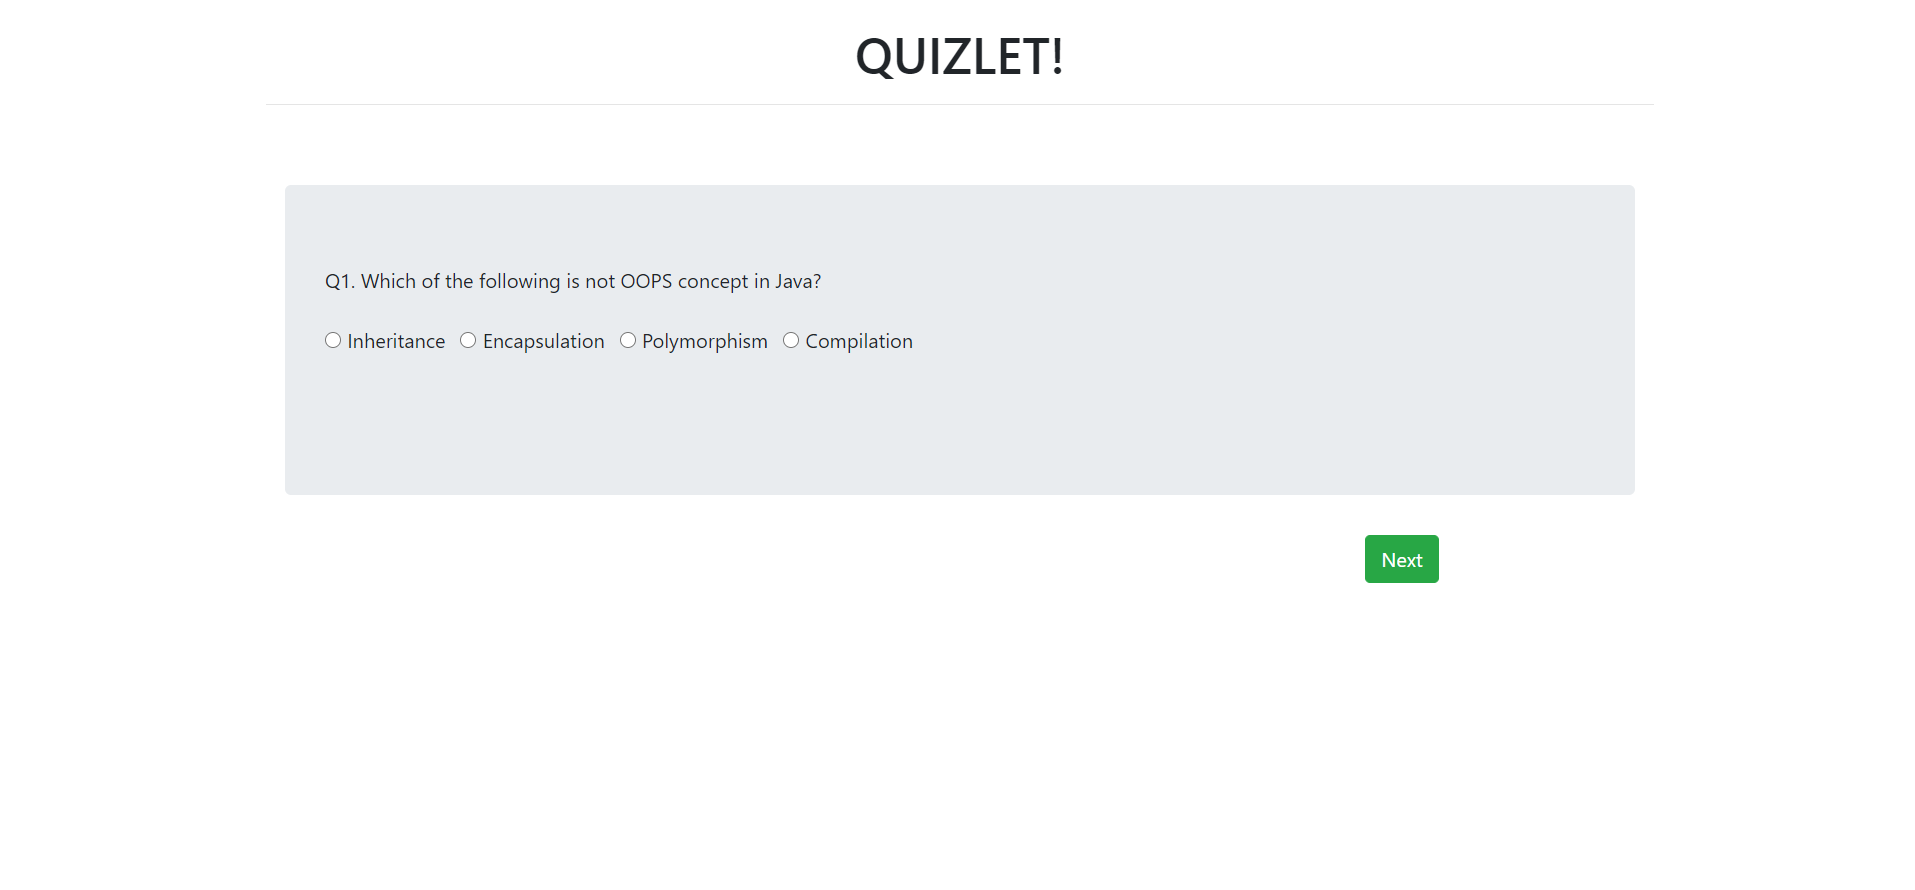 QUIZLET!
Q1. Which of the following is not OOPS concept in Java?
Inheritance Encapsulation Polymorphism Compilation
Next